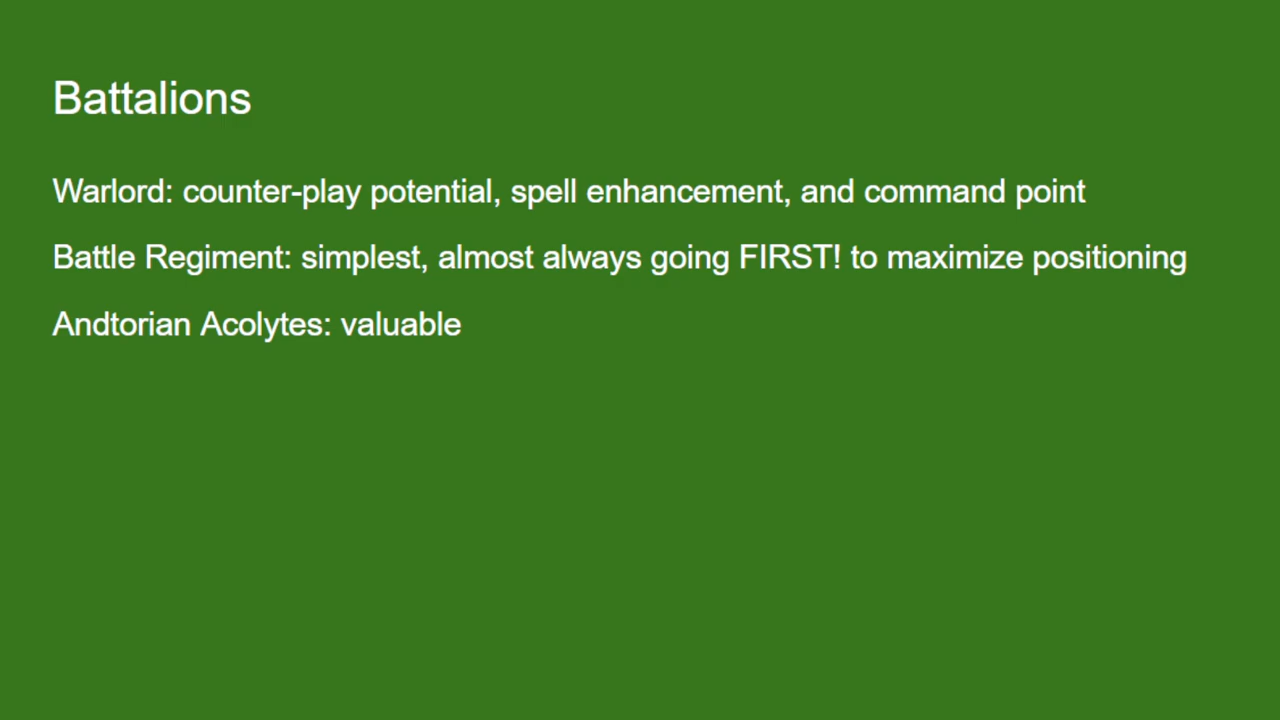 Battalions
Warlord: counter-play potential, spell enhancement, and command point
Battle Regiment: simplest, almost always going FIRST! to maximize positioning
Andtorian Acolytes: valuable